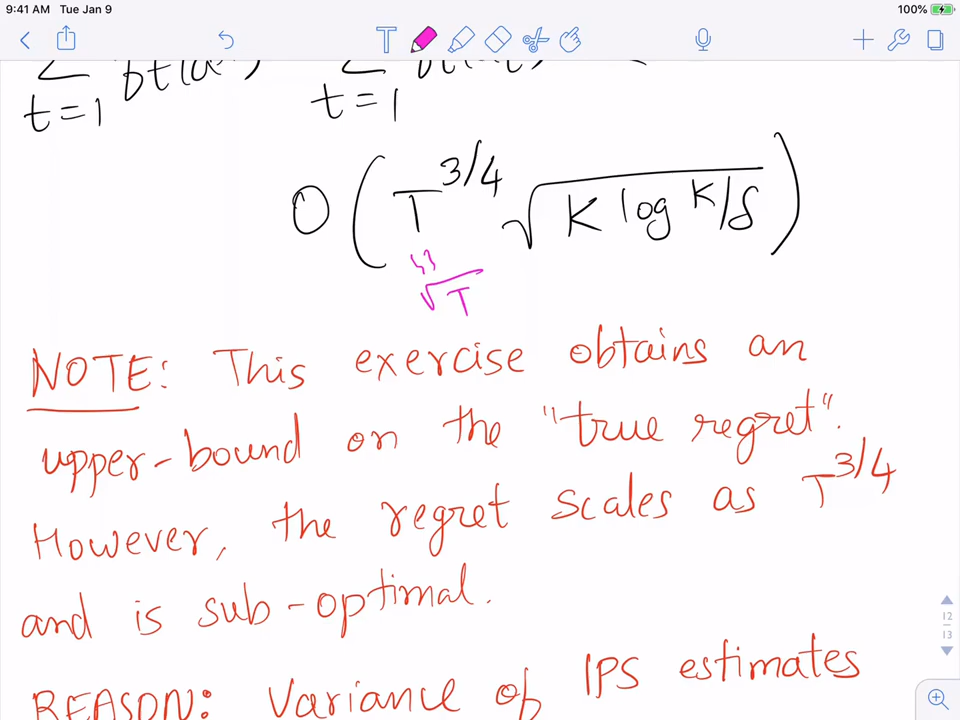 9:41 AM Tue Jan 9
100%
T
t=1
t=1
O(T^{3/4} √(K log K/δ))
√T
NOTE: This exercise obtains an
upper-bound on the "true regret".
However, the regret scales as T^{3/4}
and is sub-optimal.
12
13
REASON: Variance of IPS estimates